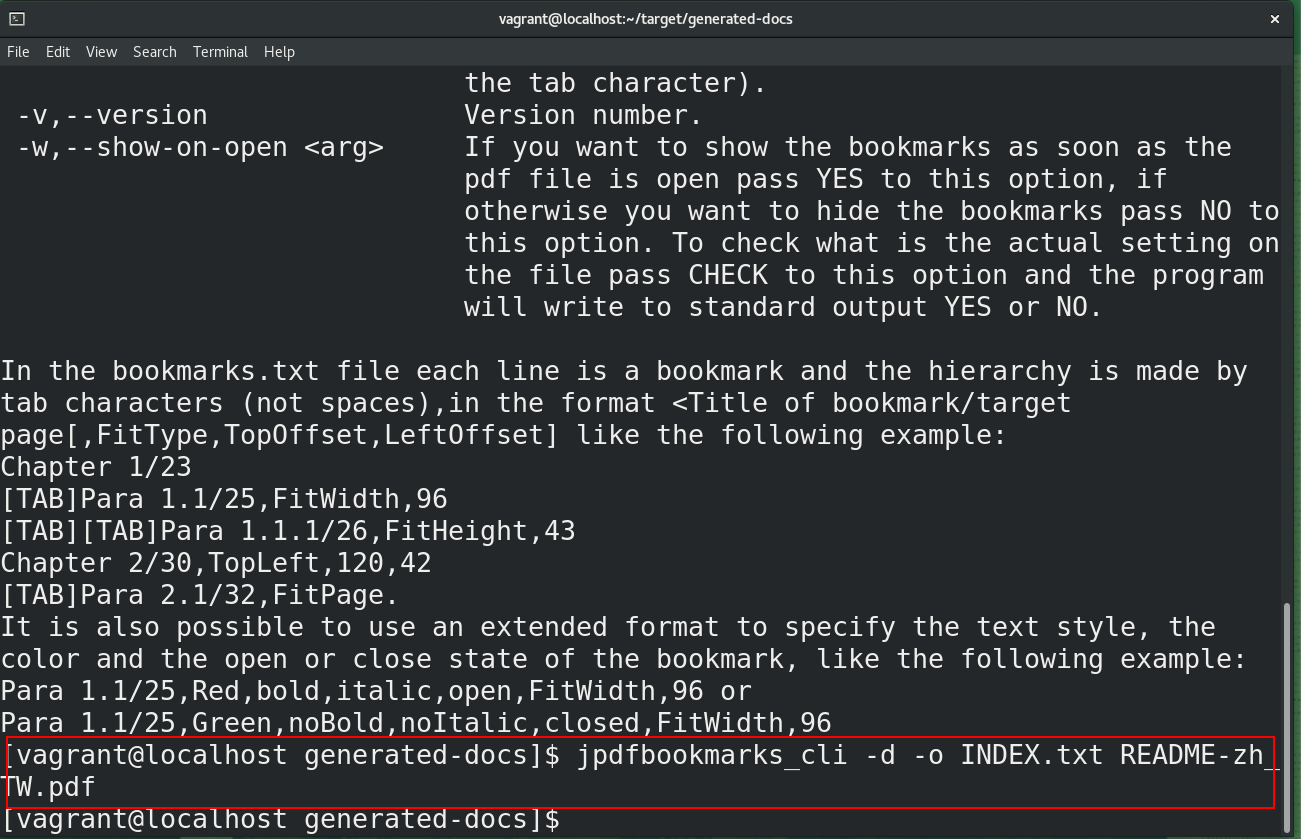 vagrant@localhost:~/target/generated-docs
File Edit View Search Terminal Help
the tab character).
-v,--version Version number.
-w,--show-on-open <arg> If you want to show the bookmarks as soon as the
pdf file is open pass YES to this option, if
otherwise you want to hide the bookmarks pass NO to
this option. To check what is the actual setting on
the file pass CHECK to this option and the program
will write to standard output YES or NO.
In the bookmarks.txt file each line is a bookmark and the hierarchy is made by
tab characters (not spaces),in the format <Title of bookmark/target
page[,FitType,TopOffset,LeftOffset] like the following example:
Chapter 1/23
[TAB]Para 1.1/25,FitWidth,96
[TAB][TAB]Para 1.1.1/26,FitHeight,43
Chapter 2/30,TopLeft,120,42
[TAB]Para 2.1/32,FitPage.
It is also possible to use an extended format to specify the text style, the
color and the open or close state of the bookmark, like the following example:
Para 1.1/25,Red,bold,italic,open,FitWidth,96 or
Para 1.1/25,Green,noBold,noItalic,closed,FitWidth,96
[vagrant@localhost generated-docs]$ jpdfbookmarks_cli -d -o INDEX.txt README-zh_
TW.pdf
[vagrant@localhost generated-docs]$